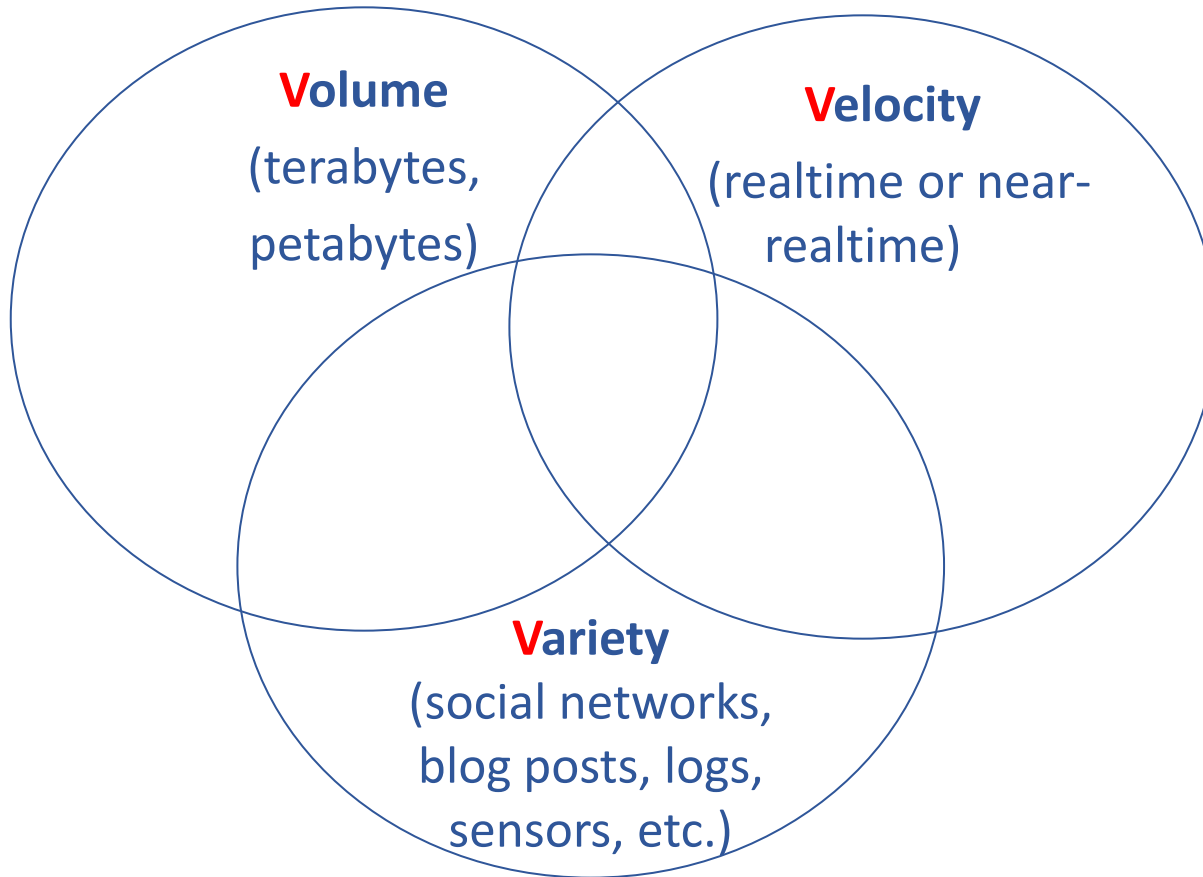 Volume
(terabytes,
petabytes)
Velocity
(realtime or near-
realtime)
Variety
(social networks,
blog posts, logs,
sensors, etc.)